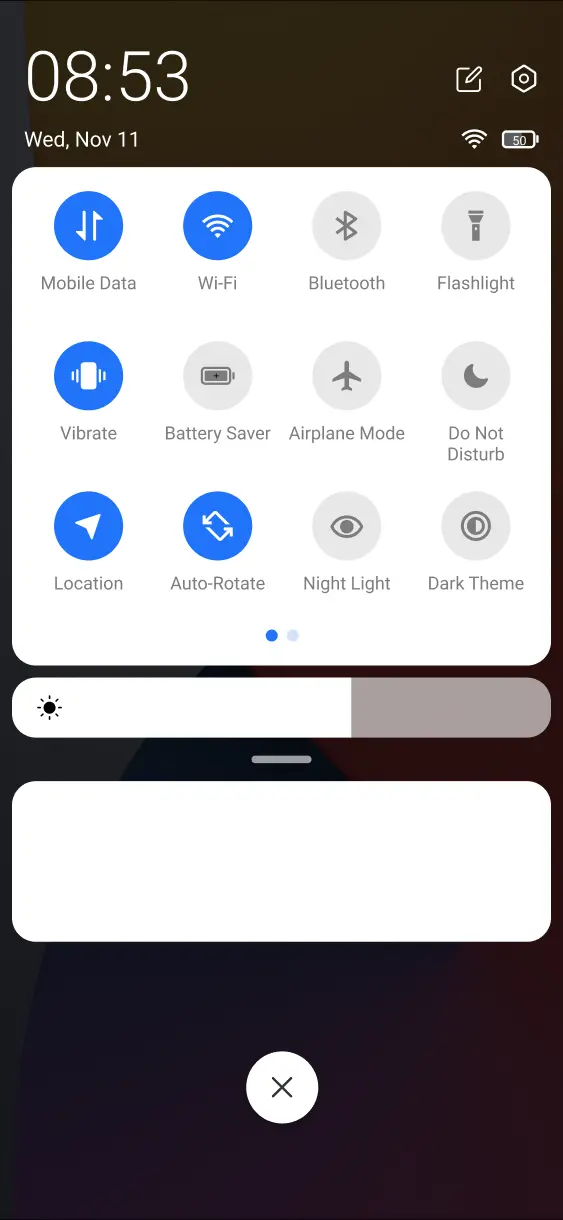 08:53
Wed, Nov 11
50
Mobile Data
Wi-Fi
Bluetooth
Flashlight
Vibrate
Battery Saver
Airplane Mode
Do Not
Disturb
Location
Auto-Rotate
Night Light
Dark Theme